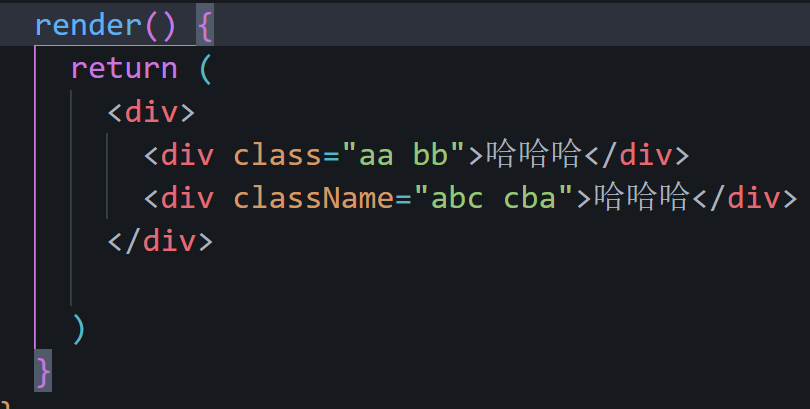 render() {
return (
<div>
<div class="aa bb">哈哈哈</div>
<div className="abc cba">哈哈哈</div>
</div>
)
}